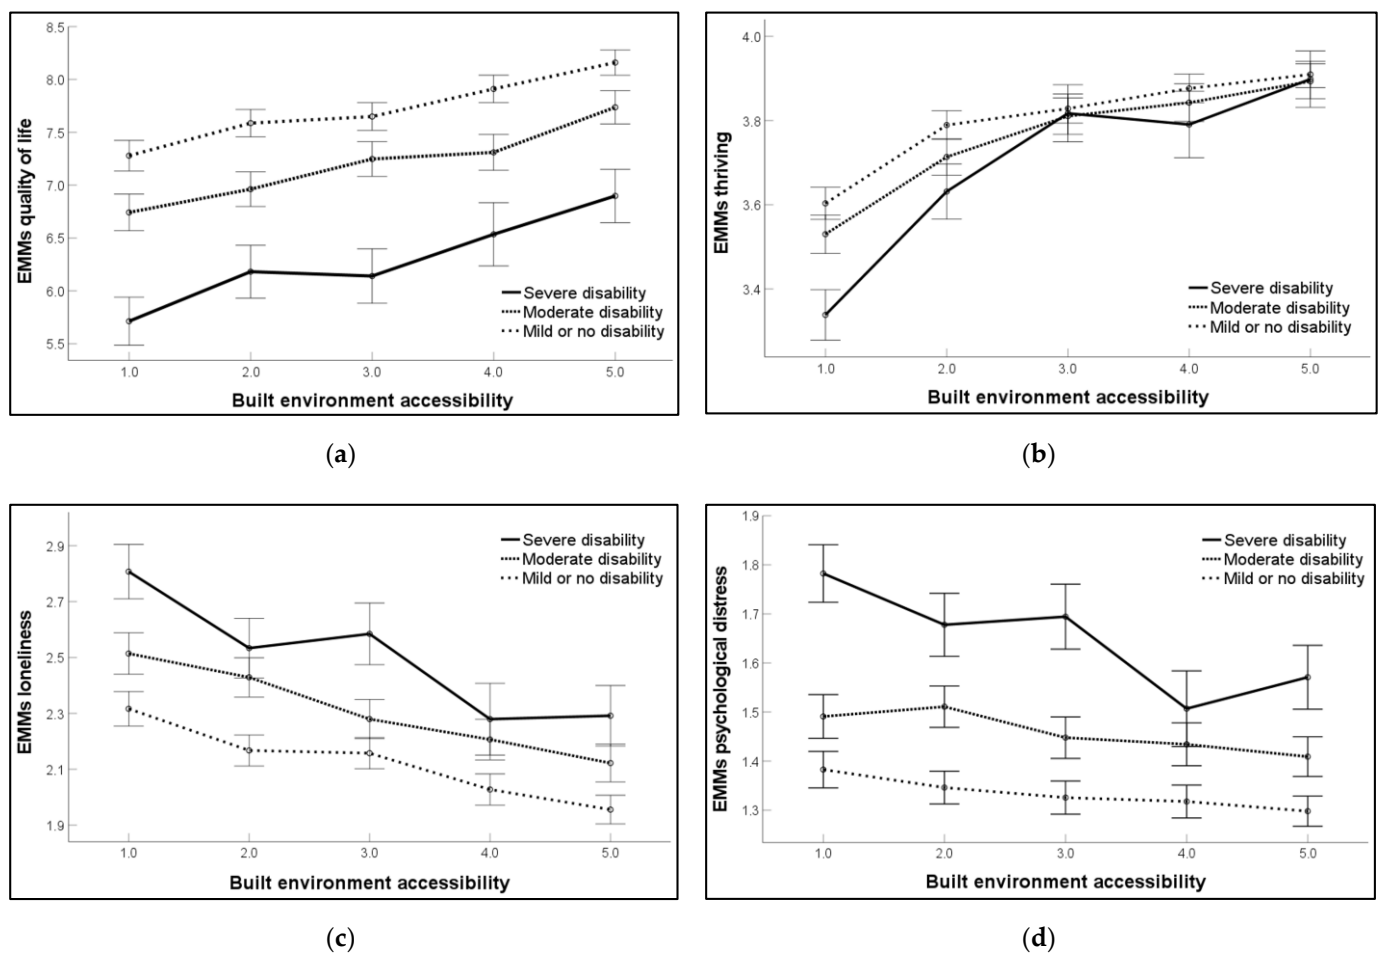 8.5
8.0
7.5
7.0
6.5
6.0
5.5
EMMs quality of life
Severe disability
Moderate disability
Mild or no disability
1.0 2.0 3.0 4.0 5.0
Built environment accessibility
(a)
4.0
3.8
3.6
3.4
EMMs thriving
Severe disability
Moderate disability
Mild or no disability
1.0 2.0 3.0 4.0 5.0
Built environment accessibility
(b)
2.9
2.7
2.5
2.3
2.1
1.9
EMMs loneliness
Severe disability
Moderate disability
Mild or no disability
1.0 2.0 3.0 4.0 5.0
Built environment accessibility
(c)
1.9
1.8
1.7
1.6
1.5
1.4
1.3
EMMs psychological distress
Severe disability
Moderate disability
Mild or no disability
1.0 2.0 3.0 4.0 5.0
Built environment accessibility
(d)